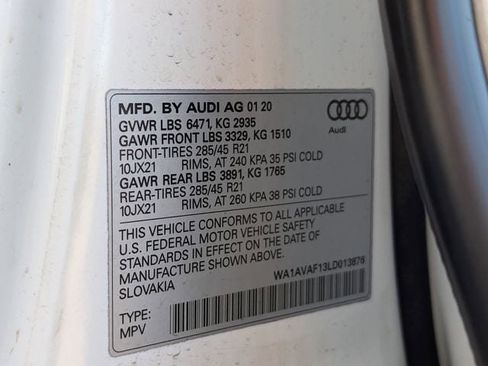 MFD. BY AUDI AG 01 20
GVWR LBS 6471, KG 2935
GAWR FRONT LBS 3329, KG 1510
FRONT-TIRES 285/45 R21
10JX21 RIMS, AT 240 KPA 35 PSI COLD
GAWR REAR LBS 3891, KG 1765
REAR-TIRES 285/45 R21
10JX21 RIMS, AT 260 KPA 38 PSI COLD
Audi
THIS VEHICLE CONFORMS TO ALL APPLICABLE
U.S. FEDERAL MOTOR VEHICLE SAFETY
STANDARDS IN EFFECT ON THE DATE OF
MANUFACTURE SHOWN ABOVE.
SLOVAKIA
WA1AVAF13LD013876
TYPE:
MPV